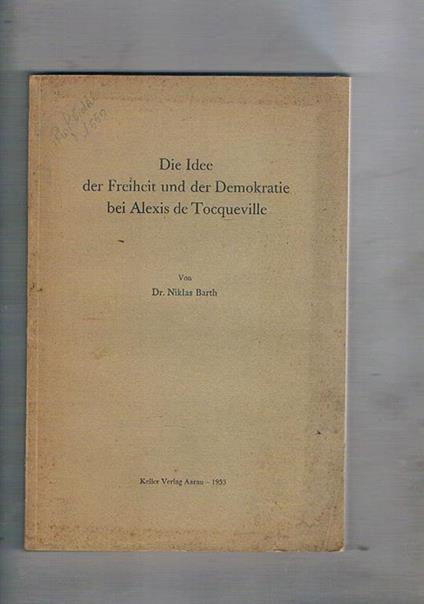 Die Idee
der Freiheit und der Demokratie
bei Alexis de Tocqueville
Von
Dr. Niklas Barth
Keller Verlag Aarau – 1953